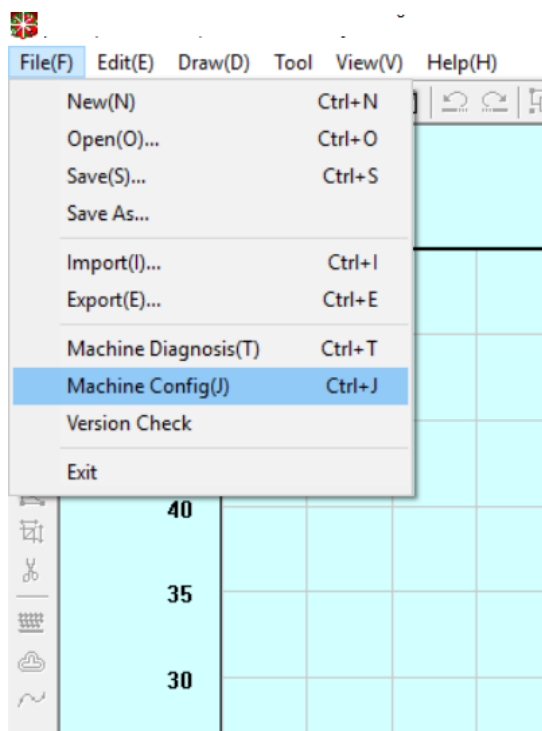 File(F) Edit(E) Draw(D) Tool View(V) Help(H)
New(N) Ctrl+N
Open(O)... Ctrl+O
Save(S)... Ctrl+S
Save As...
Import(I)... Ctrl+I
Export(E)... Ctrl+E
Machine Diagnosis(T) Ctrl+T
Machine Config(J) Ctrl+J
Version Check
Exit
40
35
30